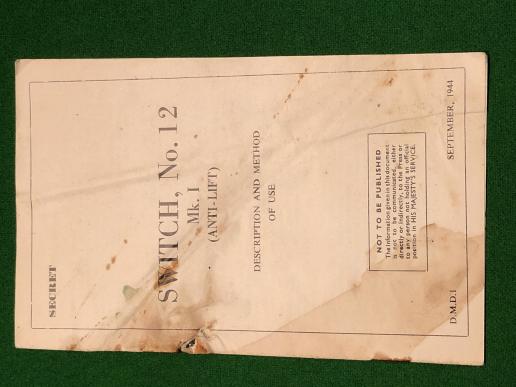 SECRET
SWITCH, No. 12
Mk. I
(ANTI-LIFT)
DESCRIPTION AND METHOD
OF USE
NOT TO BE PUBLISHED
The information given in this document
is not to be communicated, either
directly or indirectly, to the Press or
to any person not holding an official
position in HIS MAJESTY'S SERVICE.
D.M.D.1
SEPTEMBER, 1944